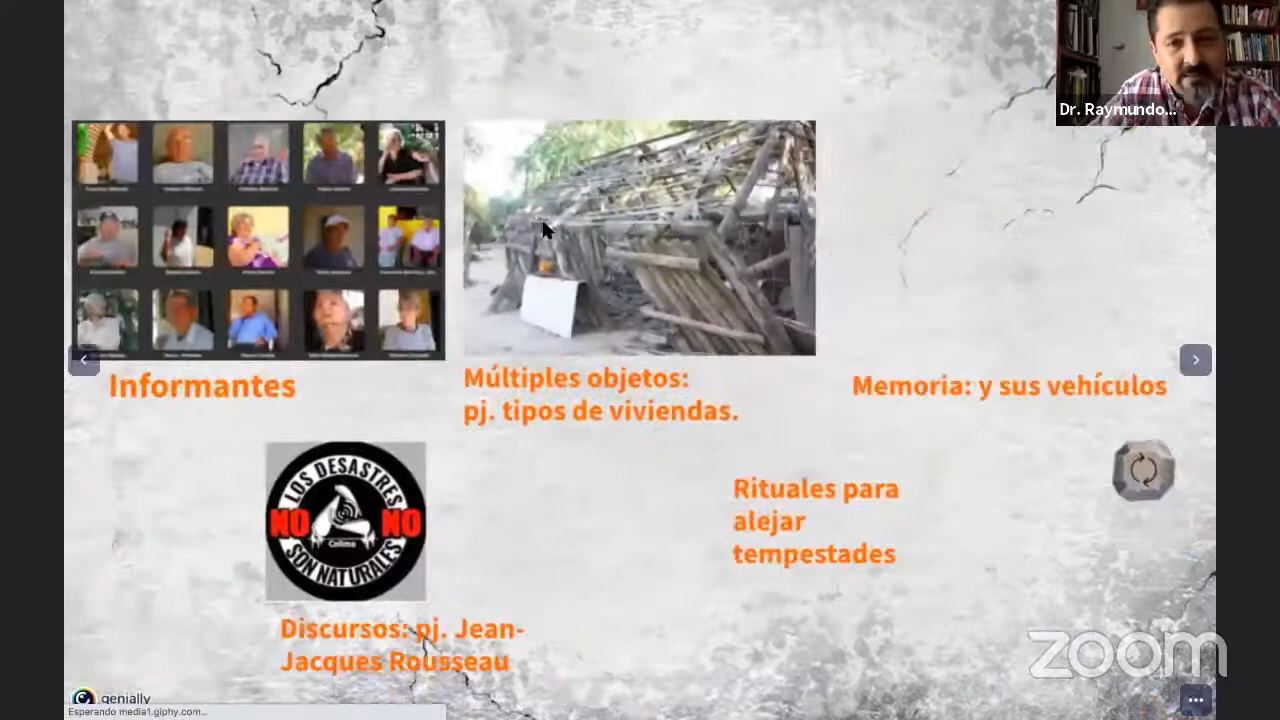 Dr. Raymundo...
Informantes
Múltiples objetos:
pj. tipos de viviendas.
Memoria: y sus vehículos
LOS DESASTRES
NO NO
Colima
SON NATURALES
Rituales para
alejar
tempestades
Discursos: pj. Jean-
Jacques Rousseau
zoom
genially
Esperando media1.giphy.com...